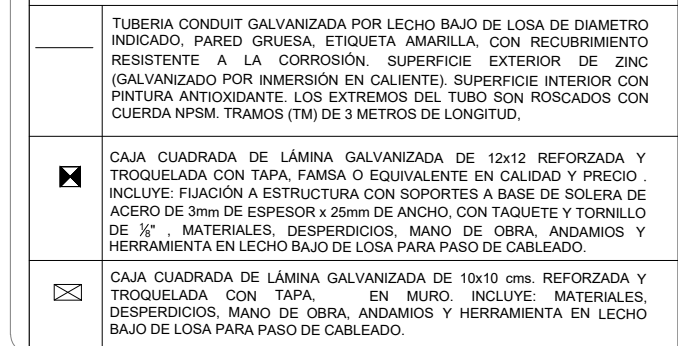 TUBERIA CONDUIT GALVANIZADA POR LECHO BAJO DE LOSA DE DIAMETRO
INDICADO, PARED GRUESA, ETIQUETA AMARILLA, CON RECUBRIMIENTO
RESISTENTE A LA CORROSIÓN. SUPERFICIE EXTERIOR DE ZINC
(GALVANIZADO POR INMERSIÓN EN CALIENTE). SUPERFICIE INTERIOR CON
PINTURA ANTIOXIDANTE. LOS EXTREMOS DEL TUBO SON ROSCADOS CON
CUERDA NPSM. TRAMOS (TM) DE 3 METROS DE LONGITUD,
CAJA CUADRADA DE LÁMINA GALVANIZADA DE 12x12 REFORZADA Y
TROQUELADA CON TAPA, FAMSA O EQUIVALENTE EN CALIDAD Y PRECIO .
INCLUYE: FIJACIÓN A ESTRUCTURA CON SOPORTES A BASE DE SOLERA DE
ACERO DE 3mm DE ESPESOR x 25mm DE ANCHO, CON TAQUETE Y TORNILLO
DE ⅛" , MATERIALES, DESPERDICIOS, MANO DE OBRA, ANDAMIOS Y
HERRAMIENTA EN LECHO BAJO DE LOSA PARA PASO DE CABLEADO.
CAJA CUADRADA DE LÁMINA GALVANIZADA DE 10x10 cms. REFORZADA Y
TROQUELADA CON TAPA, EN MURO. INCLUYE: MATERIALES,
DESPERDICIOS, MANO DE OBRA, ANDAMIOS Y HERRAMIENTA EN LECHO
BAJO DE LOSA PARA PASO DE CABLEADO.